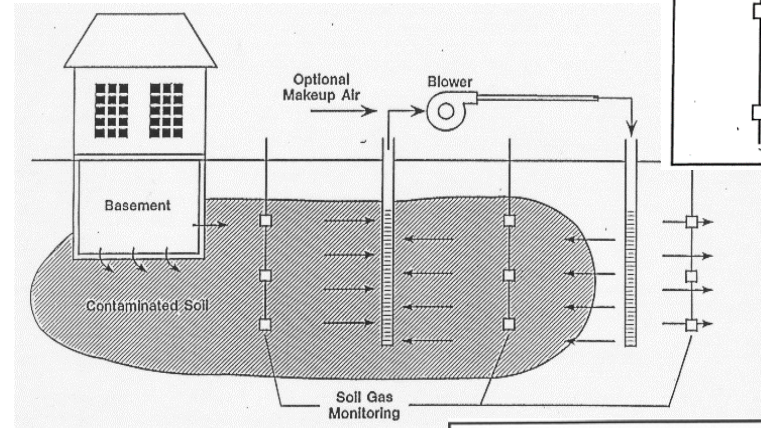 Optional
Makeup Air
Blower
Basement
Contaminated Soil
Soil Gas
Monitoring